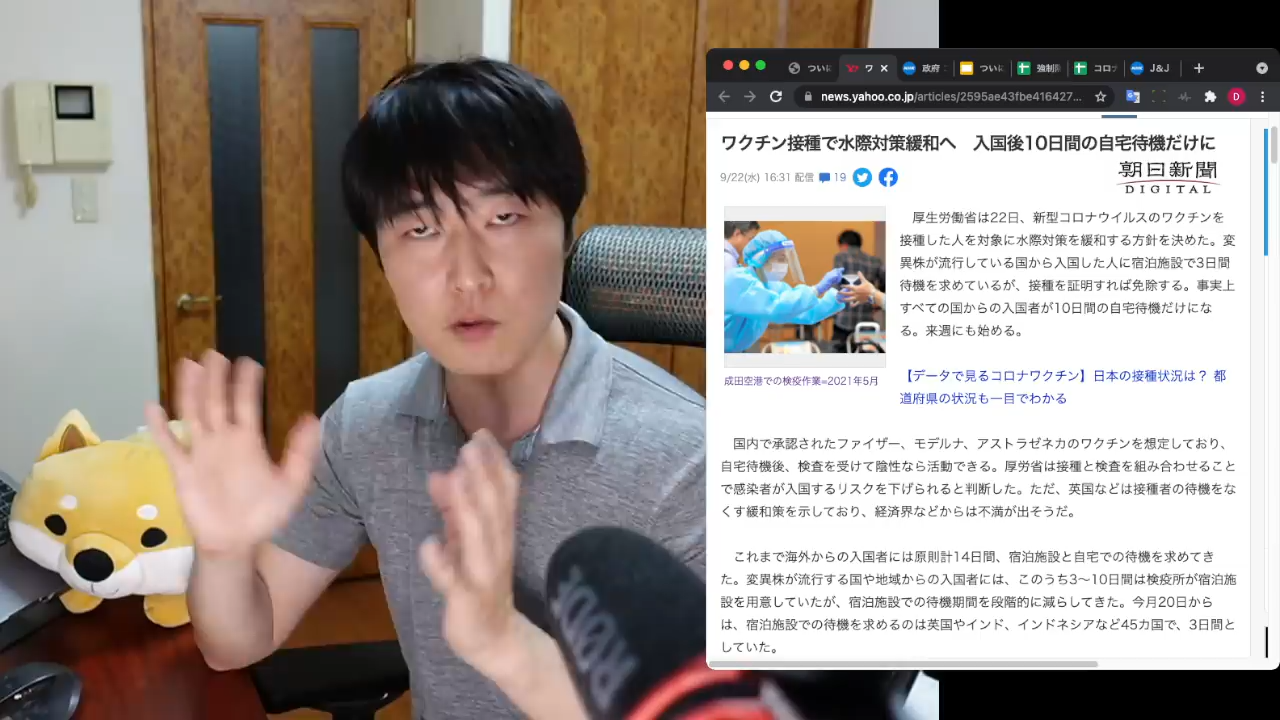 ついに
ワ
政府
ついに
強制
コロナ
J&J
news.yahoo.co.jp/articles/2595ae43fbe416427...
D
ワクチン接種で水際対策緩和へ 入国後10日間の自宅待機だけに
9/22(水) 16:31 配信 19
朝日新聞
DIGITAL
厚生労働省は22日、新型コロナウイルスのワクチンを
接種した人を対象に水際対策を緩和する方針を決めた。変
異株が流行している国から入国した人に宿泊施設で3日間
待機を求めているが、接種を証明すれば免除する。事実上
すべての国からの入国者が10日間の自宅待機だけにな
る。来週にも始める。
成田空港での検疫作業=2021年5月
【データで見るコロナワクチン】日本の接種状況は？ 都
道府県の状況も一目でわかる
国内で承認されたファイザー、モデルナ、アストラゼネカのワクチンを想定しており、
自宅待機後、検査を受けて陰性なら活動できる。厚労省は接種と検査を組み合わせること
で感染者が入国するリスクを下げられると判断した。ただ、英国などは接種者の待機をな
くす緩和策を示しており、経済界などからは不満が出そうだ。
これまで海外からの入国者には原則計14日間、宿泊施設と自宅での待機を求めてき
た。変異株が流行する国や地域からの入国者には、このうち3〜10日間は検疫所が宿泊施
設を用意していたが、宿泊施設での待機期間を段階的に減らしてきた。今月20日から
は、宿泊施設での待機を求めるのは英国やインド、インドネシアなど45カ国で、3日間と
していた。
RODE